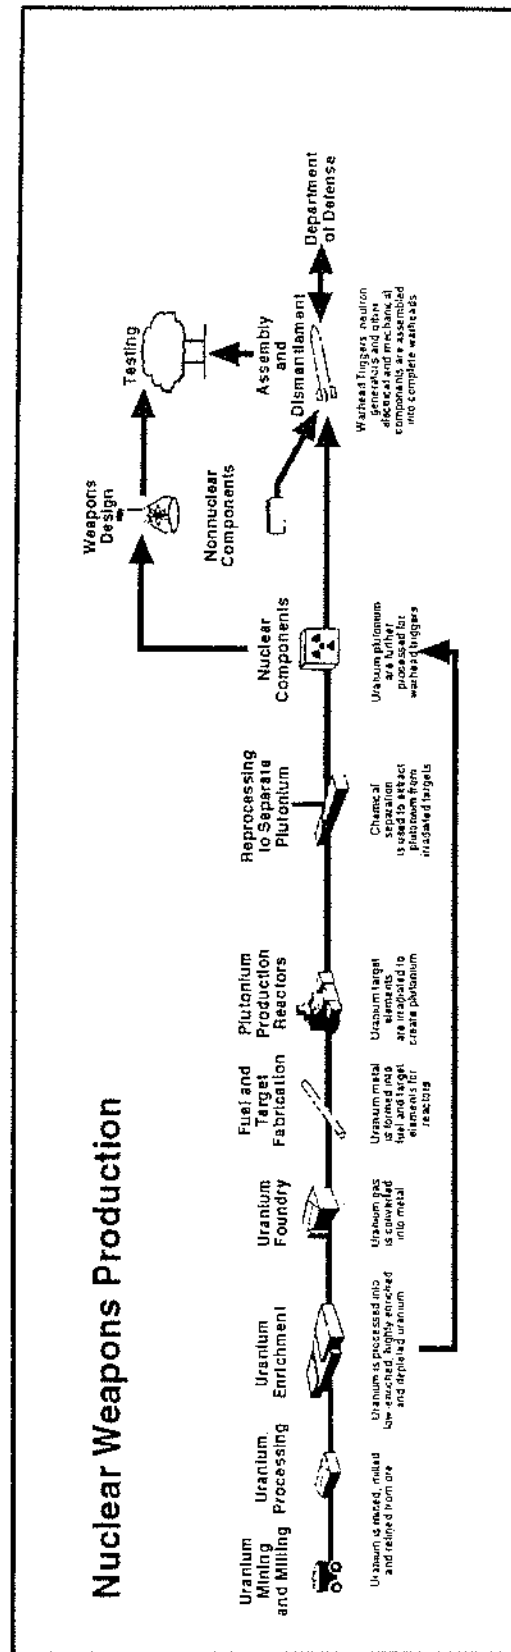 Nuclear Weapons Production
Uranium
Mining
and Milling
Uranium is mined, milled
and refined from ore
Uranium
Processing
Uranium
Enrichment
Uranium is processed into
low-enriched, highly enriched
and depleted uranium
Uranium
Foundry
Uranium gas
is converted
into metal
Fuel and
Target
Fabrication
Uranium metal
is formed into
fuel and target
elements for
reactors
Plutonium
Production
Reactors
Uranium target
elements
are irradiated to
create plutonium
Reprocessing
to Separate
Plutonium
Chemical
separation
is used to extract
plutonium from
irradiated targets
Nuclear
Components
Uranium plutonium
are further
processed for
warhead triggers
Weapons
Design
Nonnuclear
Components
Testing
Assembly
and
Dismantlement
Warhead Triggers, neutron
generators and other
electrical and mechanical
components are assembled
into complete warheads
Department
of Defense